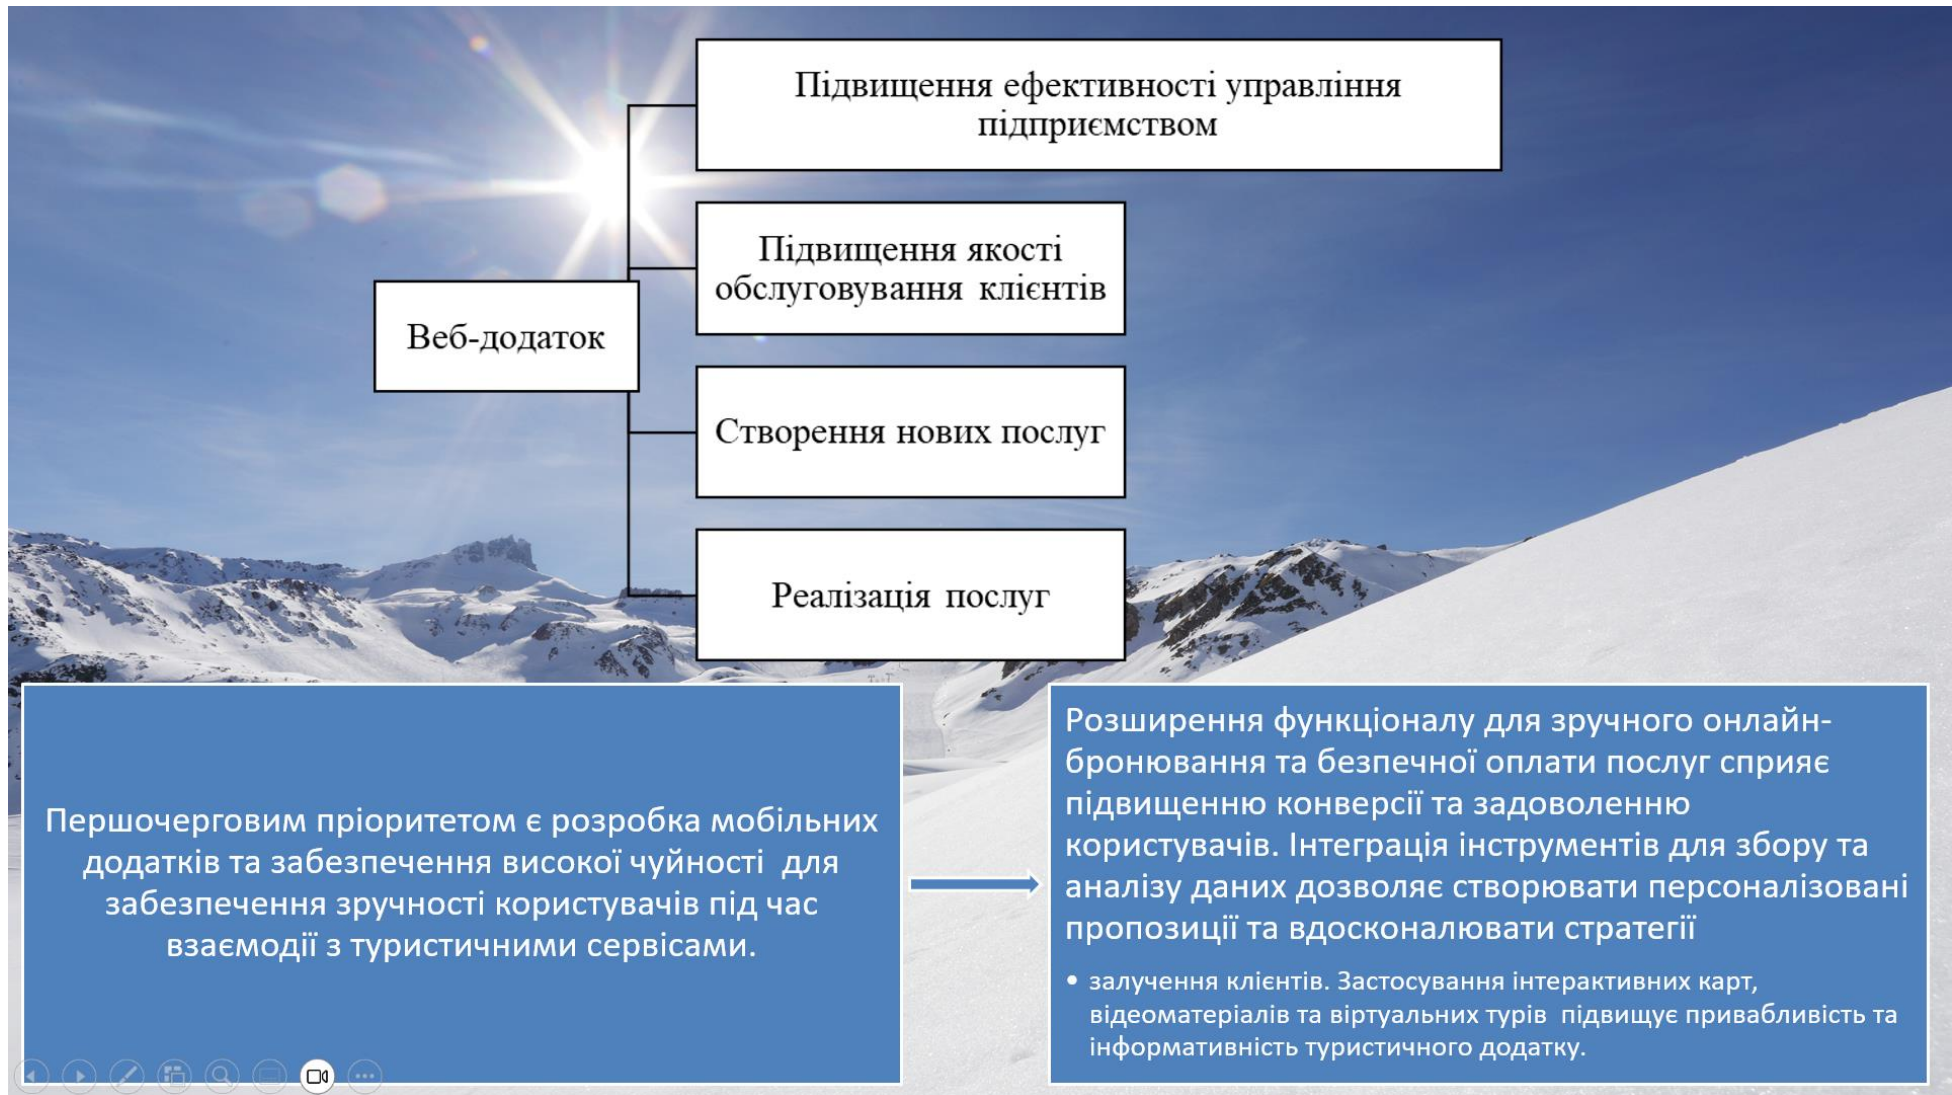 Підвищення ефективності управління
підприємством
Підвищення якості
обслуговування клієнтів
Веб-додаток
Створення нових послуг
Реалізація послуг
Першочерговим пріоритетом є розробка мобільних
додатків та забезпечення високої чуйності для
забезпечення зручності користувачів під час
взаємодії з туристичними сервісами.
Розширення функціоналу для зручного онлайн-
бронювання та безпечної оплати послуг сприяє
підвищенню конверсії та задоволенню
користувачів. Інтеграція інструментів для збору та
аналізу даних дозволяє створювати персоналізовані
пропозиції та вдосконалювати стратегії
• залучення клієнтів. Застосування інтерактивних карт,
відеоматеріалів та віртуальних турів підвищує привабливість та
інформативність туристичного додатку.